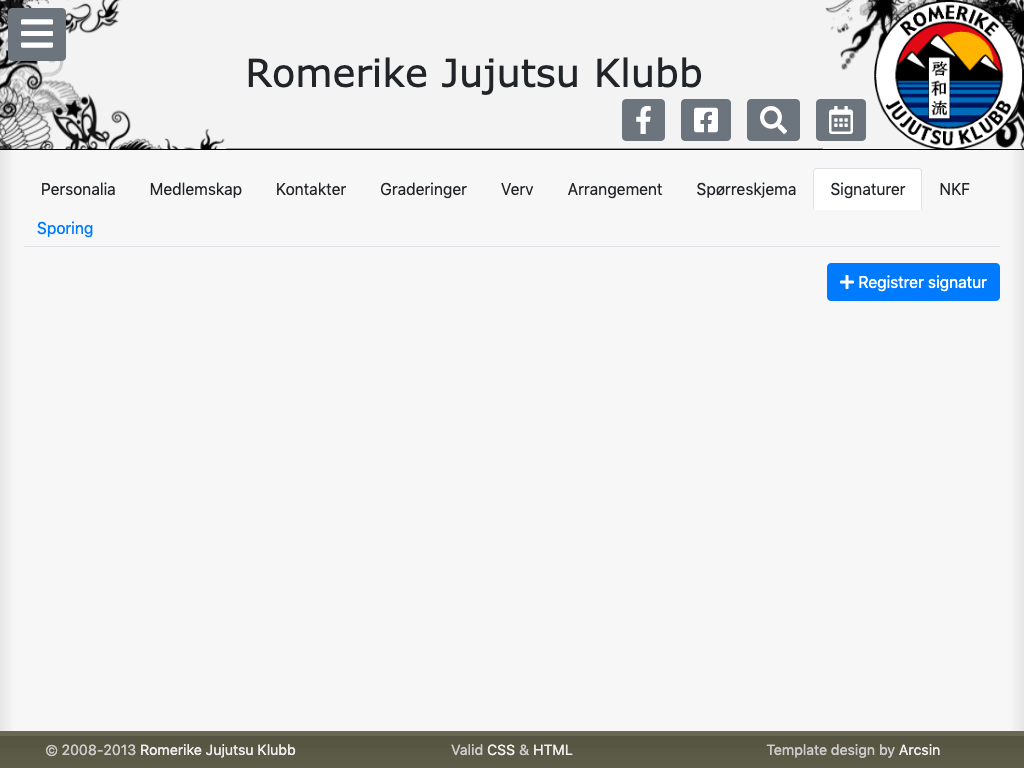 Romerike Jujutsu Klubb
ROMERIKE
啓和流
JUJUTSU KLUBB
Personalia Medlemskap Kontakter Graderinger Verv Arrangement Spørreskjema Signaturer NKF
Sporing
Registrer signatur
© 2008-2013 Romerike Jujutsu Klubb Valid CSS & HTML Template design by Arcsin